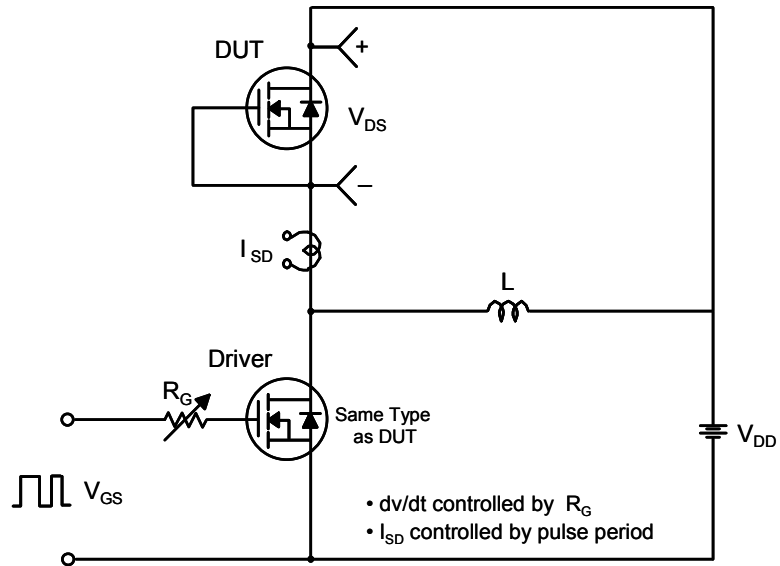 DUT
+
V_DS
–
I_SD
L
Driver
R_G
Same Type
as DUT
V_DD
V_GS
• dv/dt controlled by R_G
• I_SD controlled by pulse period